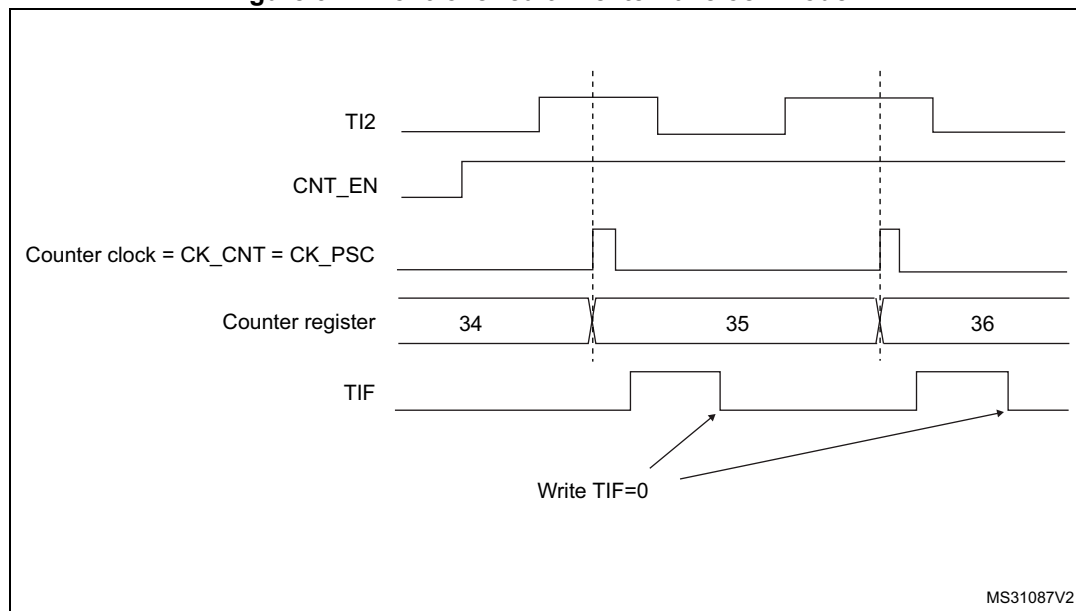 TI2
CNT_EN
Counter clock = CK_CNT = CK_PSC
Counter register
34
35
36
TIF
Write TIF=0
MS31087V2